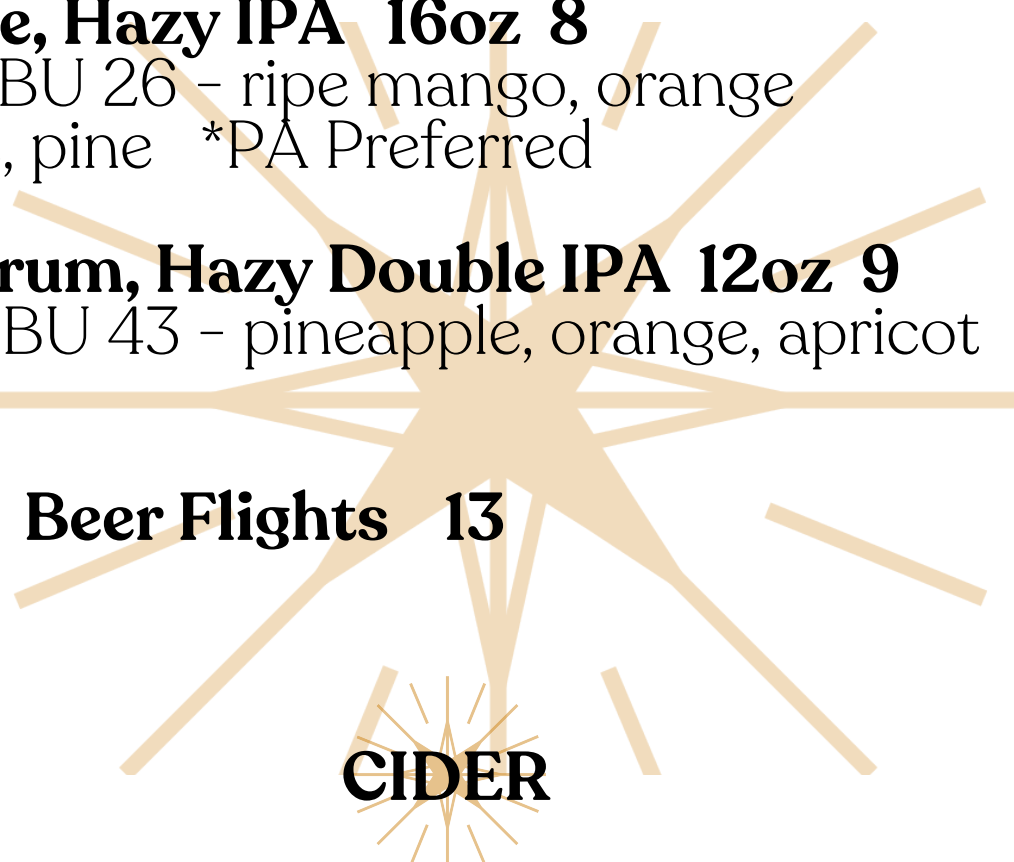 e, Hazy IPA 16oz 8
BU 26 – ripe mango, orange
, pine *PA Preferred
rum, Hazy Double IPA 12oz 9
BU 43 – pineapple, orange, apricot
Beer Flights 13
CIDER